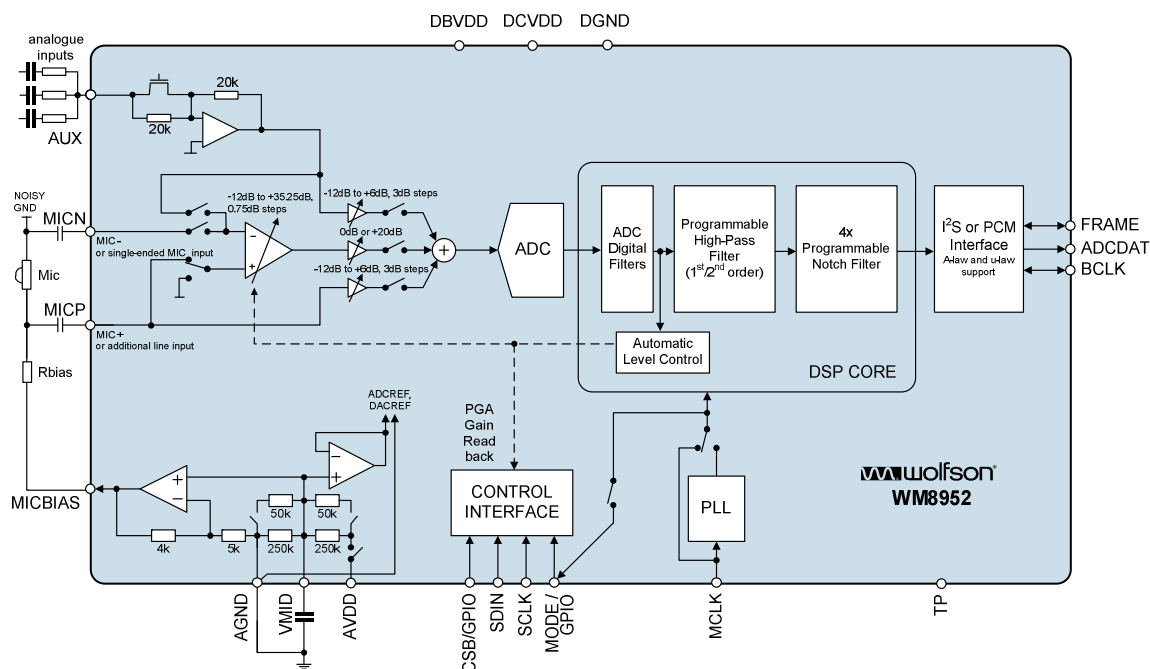 DBVDD DCVDD DGND
analogue
inputs
AUX
20k
20k
NOISY
GND
MICN
MIC-
or single-ended MIC input
-12dB to +35.25dB,
0.75dB steps
-12dB to +6dB, 3dB steps
0dB or +20dB
-12dB to +6dB, 3dB steps
Mic
MICP
MIC+
or additional line input
Rbias
ADC
ADC
Digital
Filters
Programmable
High-Pass
Filter
(1st/2nd order)
4x
Programmable
Notch Filter
I2S or PCM
Interface
A-law and u-law
support
FRAME
ADCDAT
BCLK
Automatic
Level Control
DSP CORE
ADCREF,
DACREF
PGA
Gain
Read
back
CONTROL
INTERFACE
PLL
wolfson®
WM8952
MICBIAS
4k
5k
50k
50k
250k
250k
AGND
VMID
AVDD
CSB/GPIO
SDIN
SCLK
MODE /
GPIO
MCLK
TP